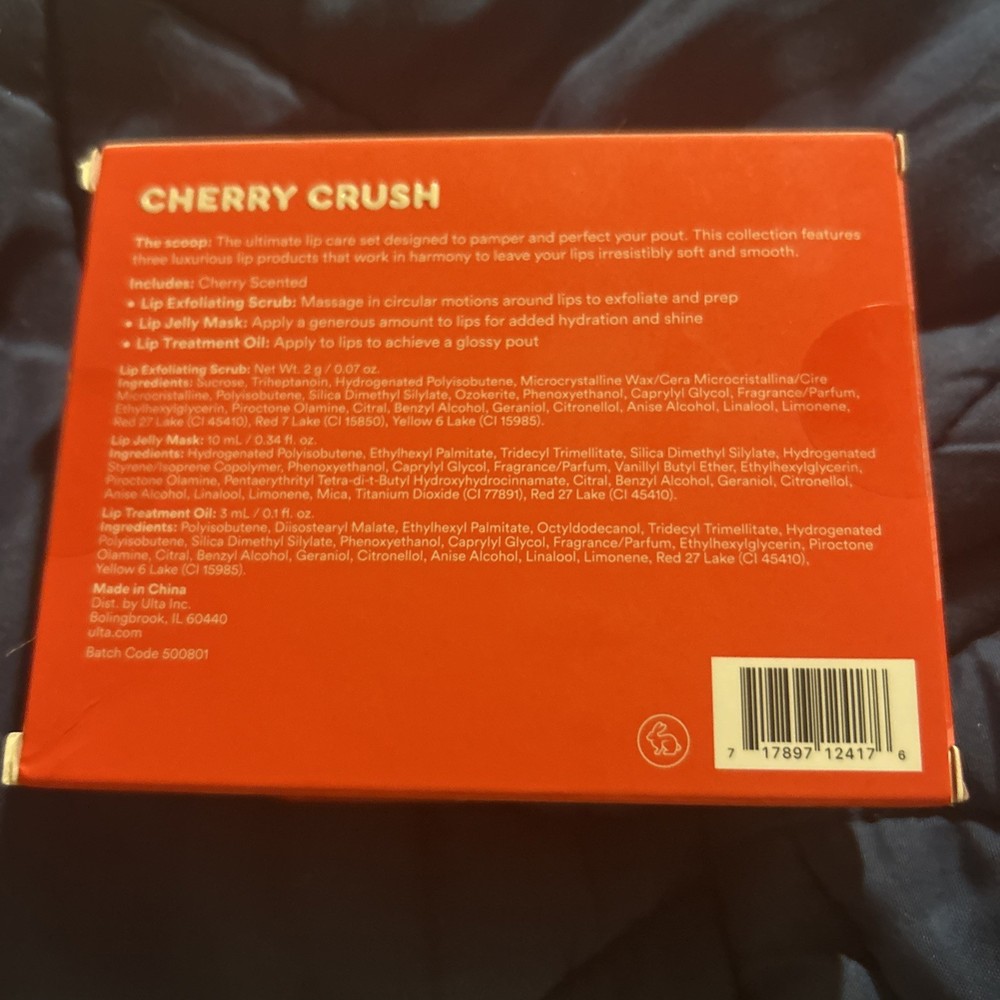 CHERRY CRUSH
The scoop: The ultimate lip care set designed to pamper and perfect your pout. This collection features
three luxurious lip products that work in harmony to leave your lips irresistibly soft and smooth.
Includes: Cherry Scented
• Lip Exfoliating Scrub: Massage in circular motions around lips to exfoliate and prep
• Lip Jelly Mask: Apply a generous amount to lips for added hydration and shine
• Lip Treatment Oil: Apply to lips to achieve a glossy pout
Lip Exfoliating Scrub: Net Wt. 2 g / 0.07 oz.
Ingredients: Sucrose, Triheptanoin, Hydrogenated Polyisobutene, Microcrystalline Wax/Cera Microcristallina/Cire
Microcristalline, Polyisobutene, Silica Dimethyl Silylate, Ozokerite, Phenoxyethanol, Caprylyl Glycol, Fragrance/Parfum,
Ethylhexylglycerin, Piroctone Olamine, Citral, Benzyl Alcohol, Geraniol, Citronellol, Anise Alcohol, Linalool, Limonene,
Red 27 Lake (CI 45410), Red 7 Lake (CI 15850), Yellow 6 Lake (CI 15985).
Lip Jelly Mask: 10 mL / 0.34 fl. oz.
Ingredients: Hydrogenated Polyisobutene, Ethylhexyl Palmitate, Tridecyl Trimellitate, Silica Dimethyl Silylate, Hydrogenated
Styrene/Isoprene Copolymer, Phenoxyethanol, Caprylyl Glycol, Fragrance/Parfum, Vanillyl Butyl Ether, Ethylhexylglycerin,
Piroctone Olamine, Pentaerythrityl Tetra-di-t-Butyl Hydroxyhydrocinnamate, Citral, Benzyl Alcohol, Geraniol, Citronellol,
Anise Alcohol, Linalool, Limonene, Mica, Titanium Dioxide (CI 77891), Red 27 Lake (CI 45410).
Lip Treatment Oil: 3 mL / 0.1 fl. oz.
Ingredients: Polyisobutene, Diisostearyl Malate, Ethylhexyl Palmitate, Octyldodecanol, Tridecyl Trimellitate, Hydrogenated
Polyisobutene, Silica Dimethyl Silylate, Phenoxyethanol, Caprylyl Glycol, Fragrance/Parfum, Ethylhexylglycerin, Piroctone
Olamine, Citral, Benzyl Alcohol, Geraniol, Citronellol, Anise Alcohol, Linalool, Limonene, Red 27 Lake (CI 45410),
Yellow 6 Lake (CI 15985).
Made in China
Dist. by Ulta Inc.
Bolingbrook, IL 60440
ulta.com
Batch Code 500801
7 17897 12417 6